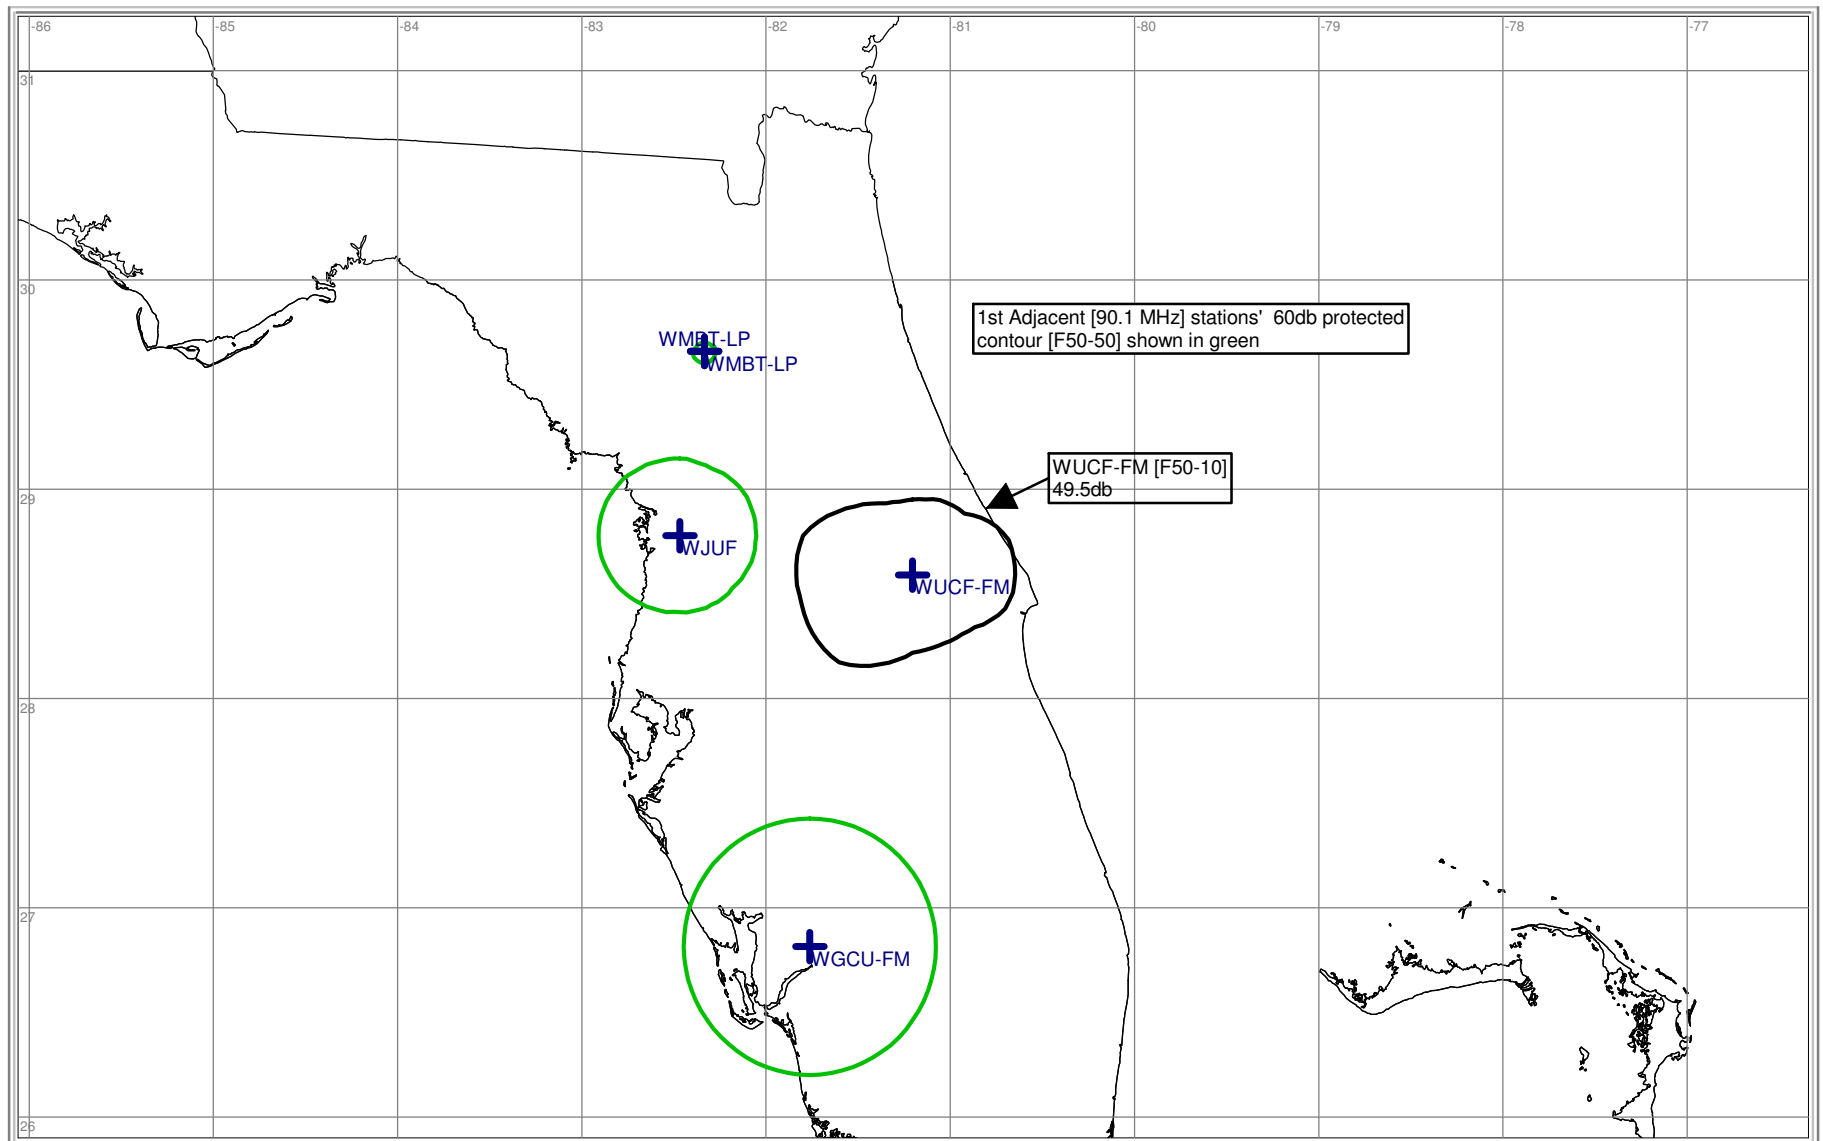 -86 -85 -84 -83 -82 -81 -80 -79 -78 -77
31
30
1st Adjacent [90.1 MHz] stations'  60db protected
contour [F50-50] shown in green
WMBT-LP
WMBT-LP
WUCF-FM [F50-10]
49.5db
29
WJUF
WUCF-FM
28
27
WGCU-FM
26